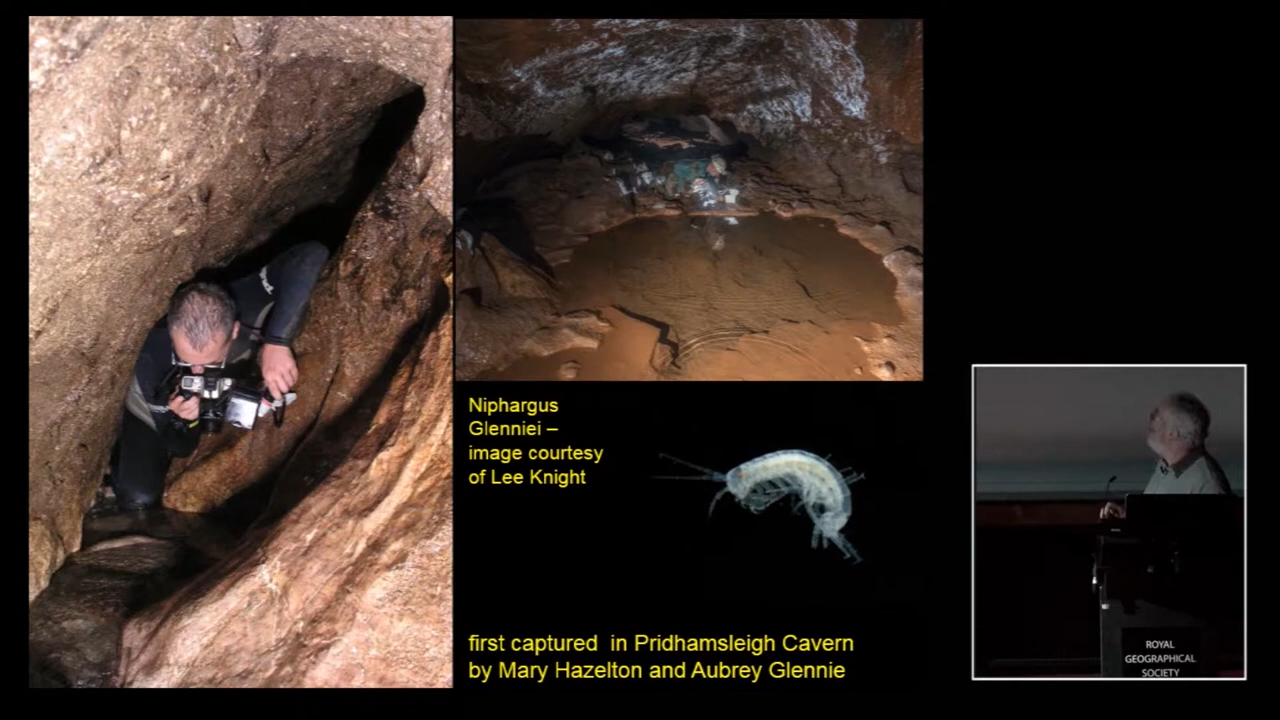 Niphargus
Glenniei –
image courtesy
of Lee Knight
first captured in Pridhamsleigh Cavern
by Mary Hazelton and Aubrey Glennie
ROYAL
GEOGRAPHICAL
SOCIETY